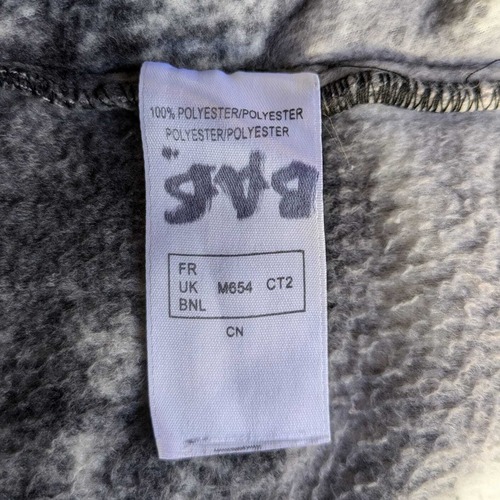 100% POLYESTER/POLYESTER
POLYESTER/POLYESTER
FR
UK M654 CT2
BNL
CN